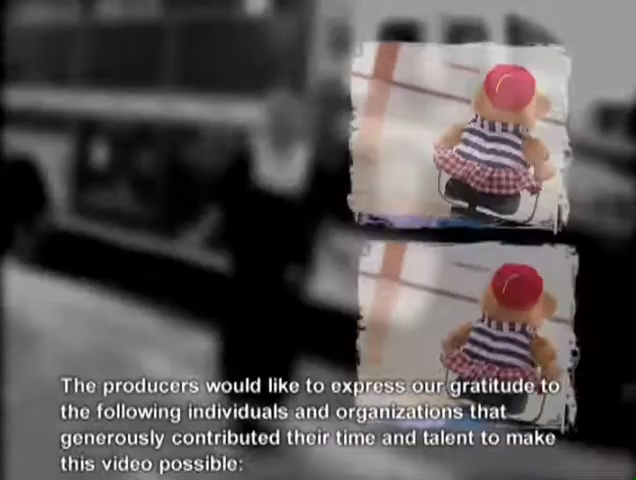 The producers would like to express our gratitude to
the following individuals and organizations that
generously contributed their time and talent to make
this video possible: